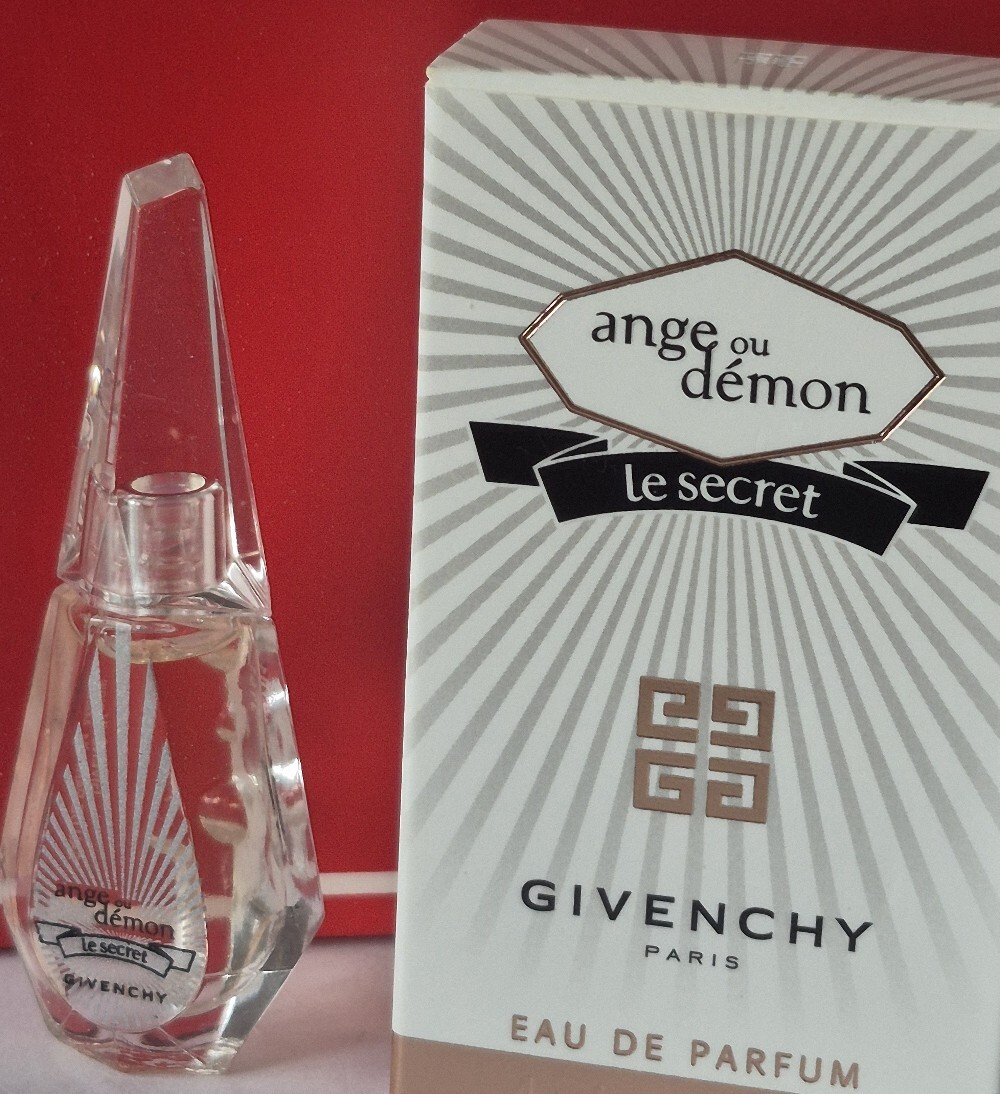 ange ou
démon
le secret
GIVENCHY
PARIS
EAU DE PARFUM
ange ou
démon
le secret
GIVENCHY